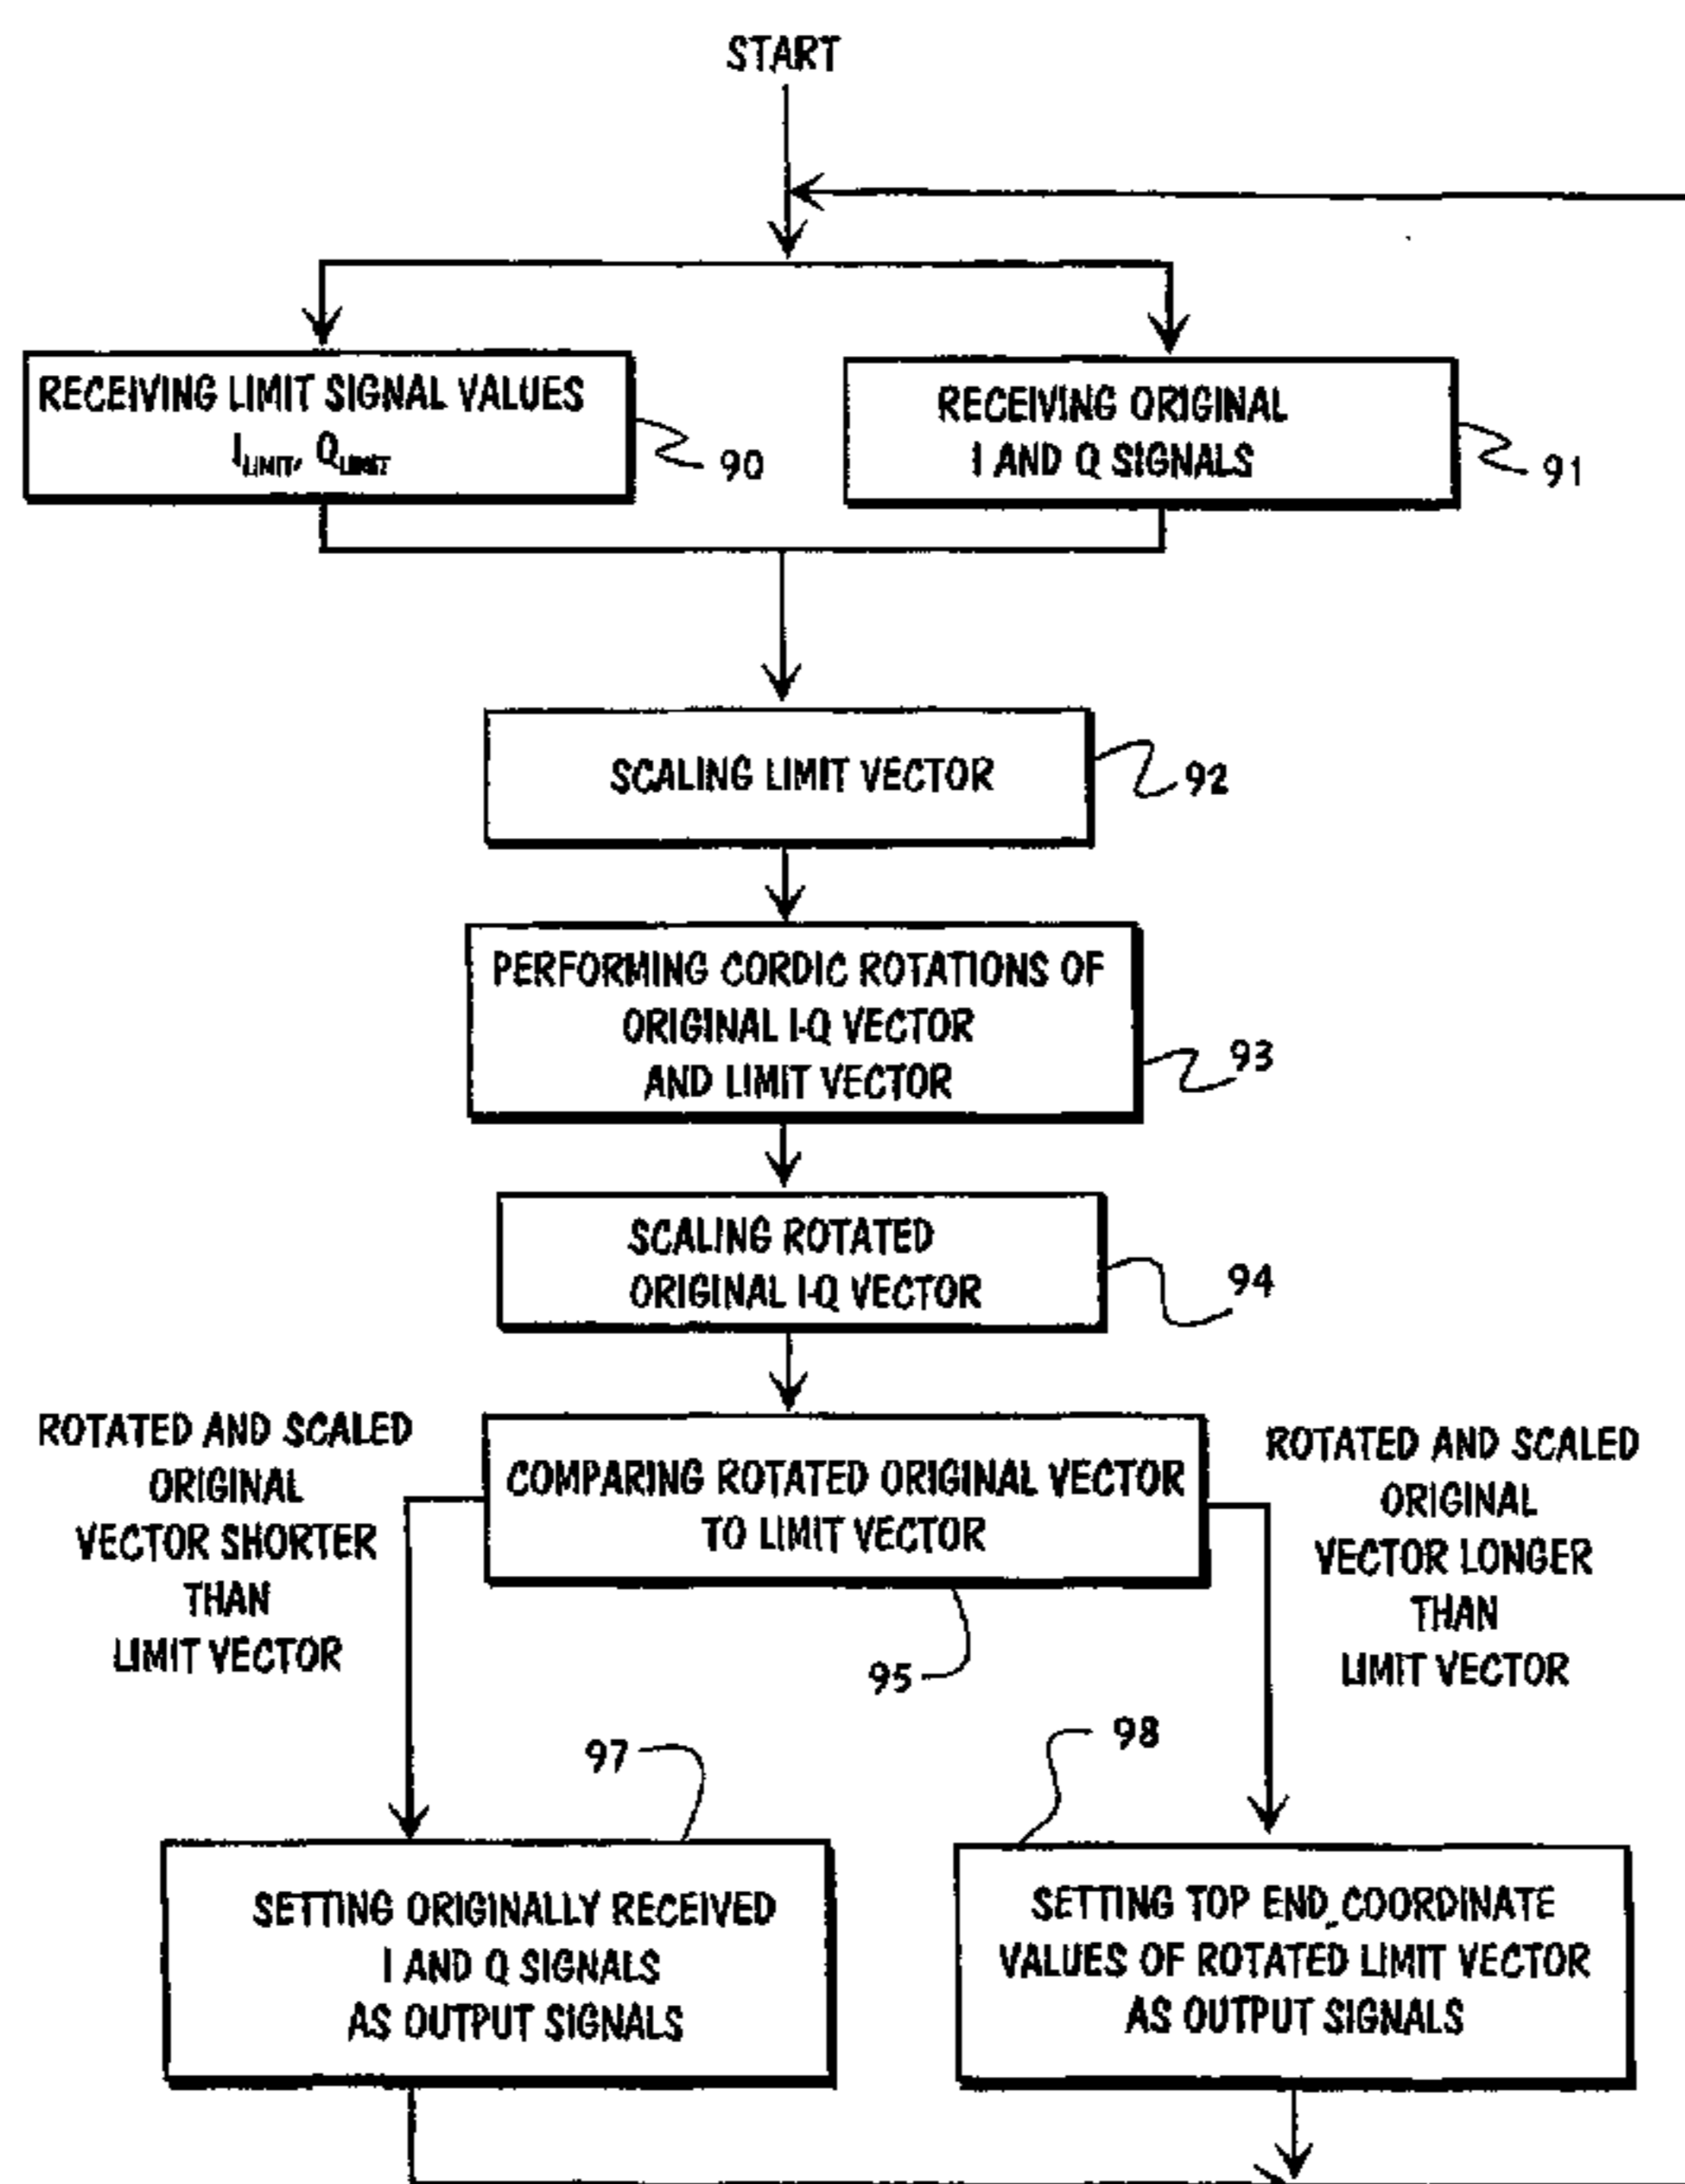 START
RECEIVING LIMIT SIGNAL VALUES
I_LIMIT, Q_LIMIT
90
RECEIVING ORIGINAL
I AND Q SIGNALS
91
SCALING LIMIT VECTOR
92
PERFORMING CORDIC ROTATIONS OF
ORIGINAL I-Q VECTOR
AND LIMIT VECTOR
93
SCALING ROTATED
ORIGINAL I-Q VECTOR
94
ROTATED AND SCALED
ORIGINAL
VECTOR SHORTER
THAN
LIMIT VECTOR
COMPARING ROTATED ORIGINAL VECTOR
TO LIMIT VECTOR
95
ROTATED AND SCALED
ORIGINAL
VECTOR LONGER
THAN
LIMIT VECTOR
97
SETTING ORIGINALLY RECEIVED
I AND Q SIGNALS
AS OUTPUT SIGNALS
98
SETTING TOP END COORDINATE
VALUES OF ROTATED LIMIT VECTOR
AS OUTPUT SIGNALS